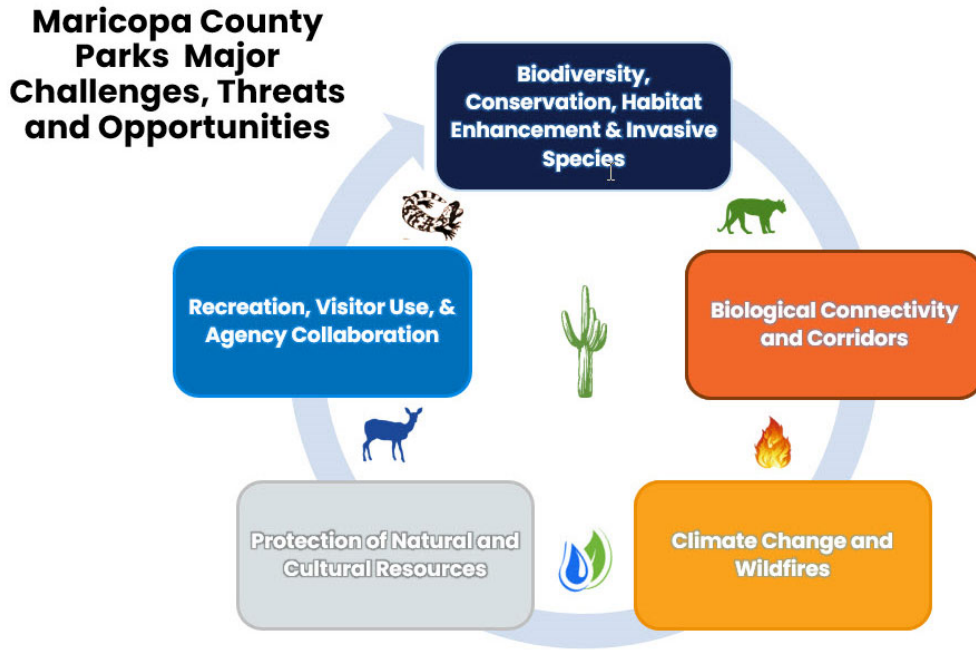 Maricopa County
Parks Major
Challenges, Threats
and Opportunities
Biodiversity,
Conservation, Habitat
Enhancement & Invasive
Species
Biological Connectivity
and Corridors
Climate Change and
Wildfires
Protection of Natural and
Cultural Resources
Recreation, Visitor Use, &
Agency Collaboration